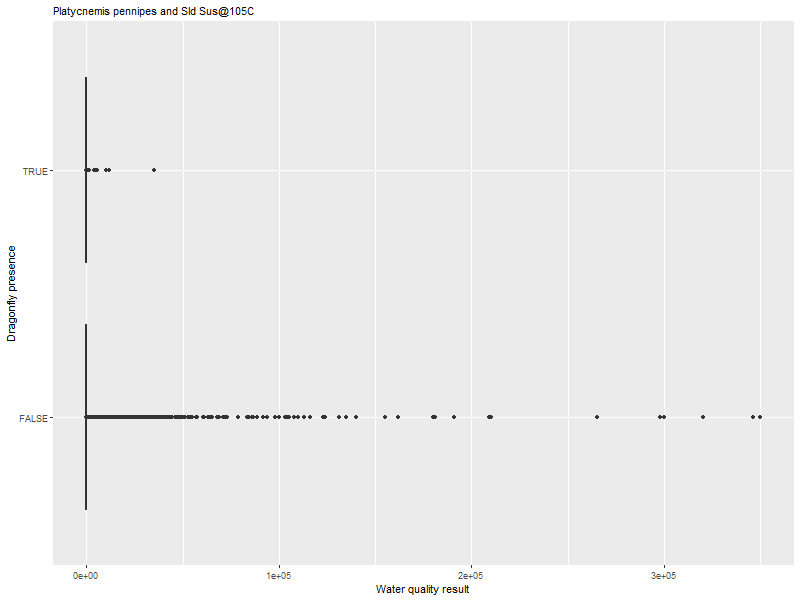 Platycnemis pennipes and Sld Sus@105C
Dragonfly presence
TRUE
FALSE
0e+00
1e+05
2e+05
3e+05
Water quality result